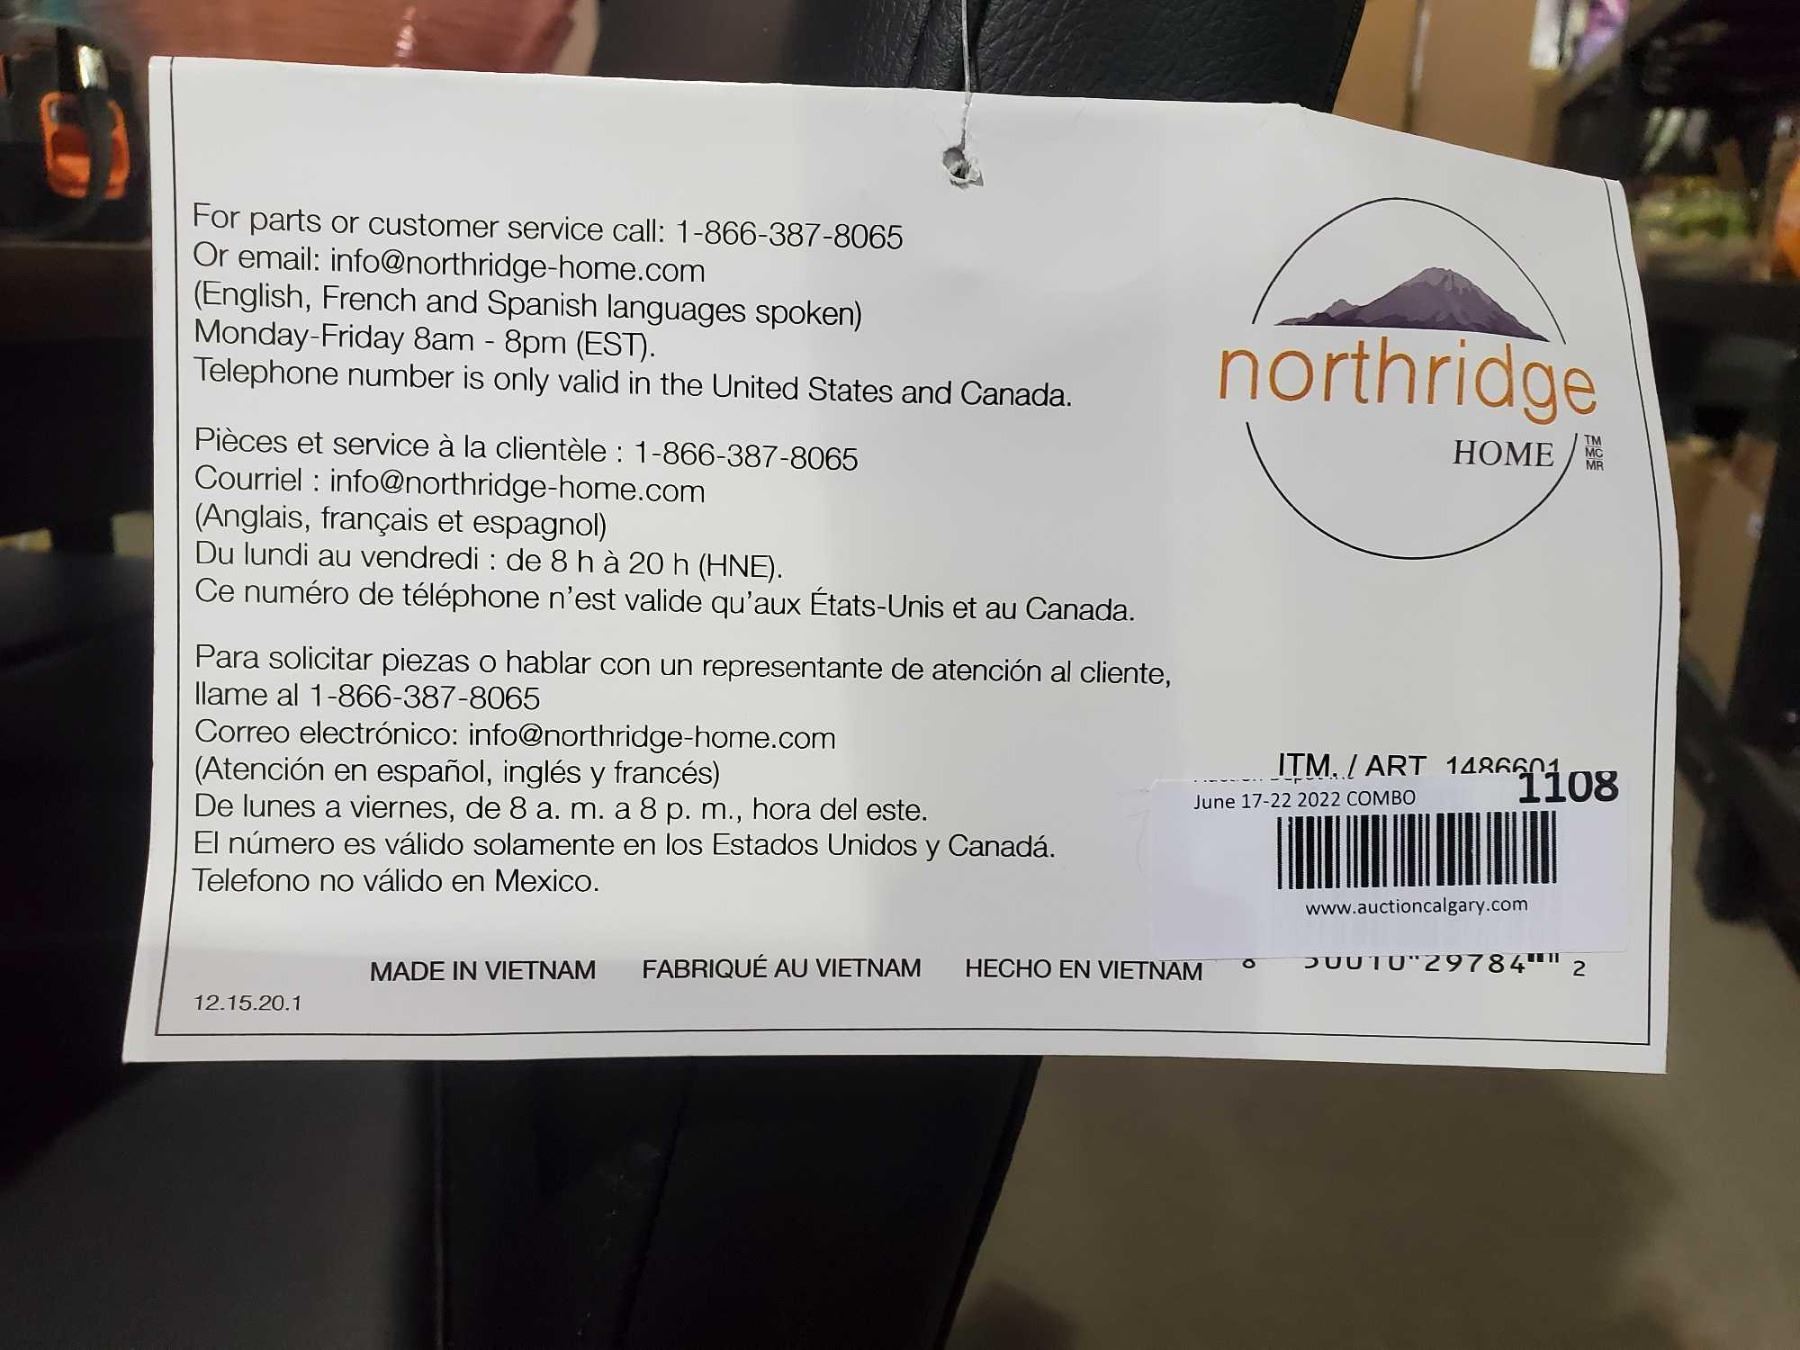 For parts or customer service call: 1-866-387-8065
Or email: info@northridge-home.com
(English, French and Spanish languages spoken)
Monday-Friday 8am - 8pm (EST).
Telephone number is only valid in the United States and Canada.
Pièces et service à la clientèle : 1-866-387-8065
Courriel : info@northridge-home.com
(Anglais, français et espagnol)
Du lundi au vendredi : de 8 h à 20 h (HNE).
Ce numéro de téléphone n'est valide qu'aux États-Unis et au Canada.
Para solicitar piezas o hablar con un representante de atención al cliente,
llame al 1-866-387-8065
Correo electrónico: info@northridge-home.com
(Atención en español, inglés y francés)
De lunes a viernes, de 8 a. m. a 8 p. m., hora del este.
El número es válido solamente en los Estados Unidos y Canadá.
Telefono no válido en Mexico.
MADE IN VIETNAM FABRIQUÉ AU VIETNAM HECHO EN VIETNAM
12.15.20.1
northridge
HOME
TM
MC
MR
ITM. / ART 1486601
1108
June 17-22 2022 COMBO
www.auctioncalgary.com
29784 2